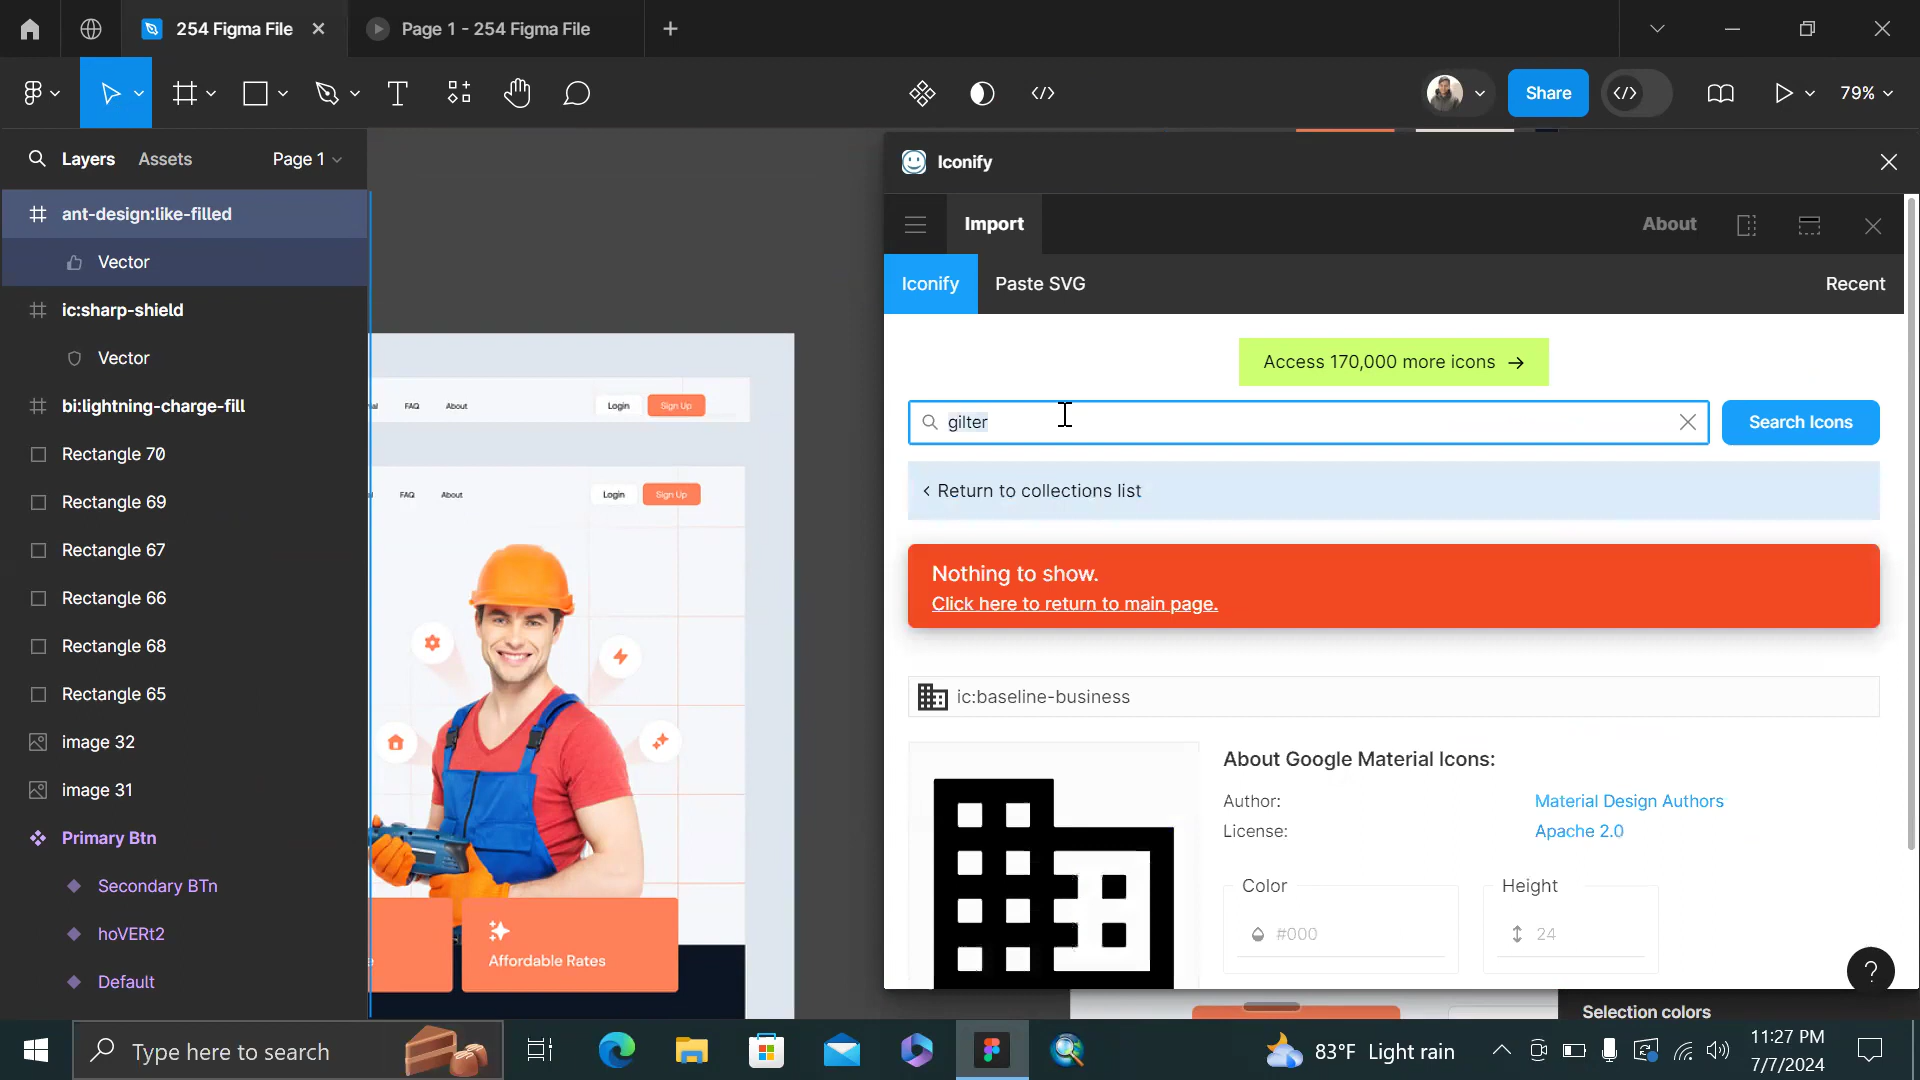 254 Figma File
Page 1 - 254 Figma File
Share
79%
Layers
Assets
Page 1
ant-design:like-filled
Vector
ic:sharp-shield
Vector
bi:lightning-charge-fill
Rectangle 70
Rectangle 69
Rectangle 67
Rectangle 66
Rectangle 68
Rectangle 65
image 32
image 31
Primary Btn
Secondary BTn
hoVERt2
Default
FAQ
About
Login
Sign Up
FAQ
About
Login
Sign Up
Affordable Rates
Iconify
Import
About
Iconify
Paste SVG
Recent
Access 170,000 more icons →
gilter
Search Icons
Return to collections list
Nothing to show.
Click here to return to main page.
ic:baseline-business
About Google Material Icons:
Author:
Material Design Authors
License:
Apache 2.0
Color
#000
Height
24
?
Selection colors
Type here to search
83°F Light rain
11:27 PM
7/7/2024